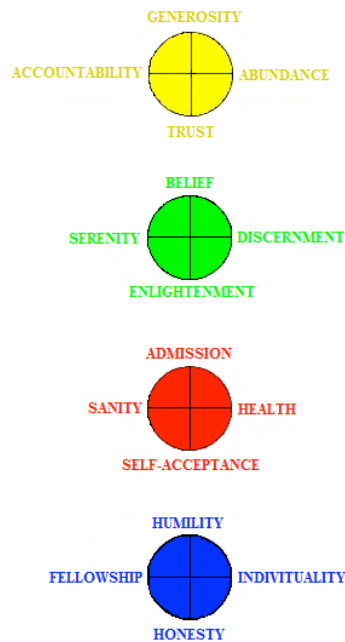 GENEROSITY
ACCOUNTABILITY ABUNDANCE
TRUST
BELIEF
SERENITY DISCERNMENT
ENLIGHTENMENT
ADMISSION
SANITY HEALTH
SELF-ACCEPTANCE
HUMILITY
FELLOWSHIP INDIVITUALITY
HONESTY